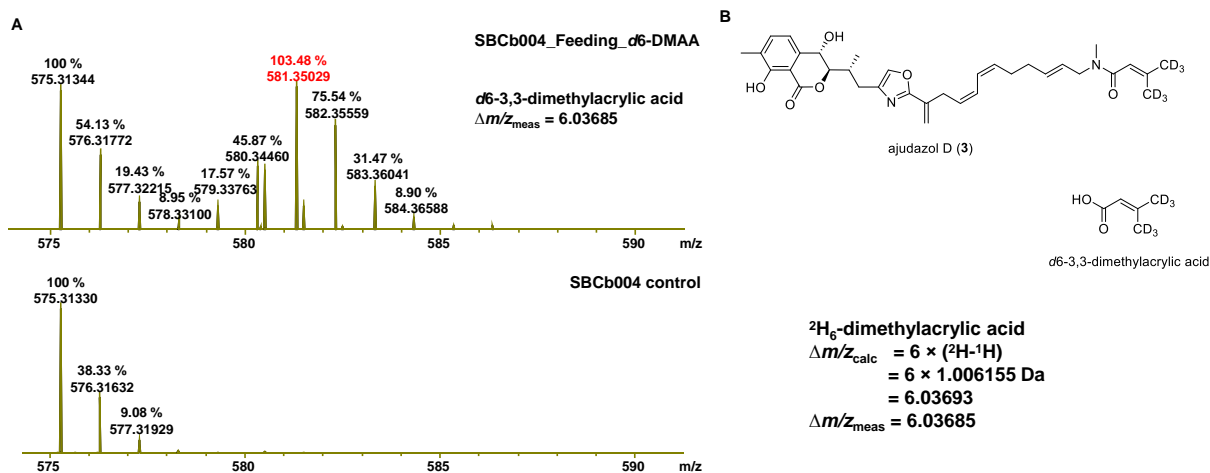 A
SBCb004_Feeding_d6-DMAA
d6-3,3-dimethylacrylic acid
Δm/zmeas = 6.03685
100 %
575.31344
54.13 %
576.31772
19.43 %
577.32215
8.95 %
578.33100
17.57 %
579.33763
45.87 %
580.34460
103.48 %
581.35029
75.54 %
582.35559
31.47 %
583.36041
8.90 %
584.36588
575
580
585
590
m/z
SBCb004 control
100 %
575.31330
38.33 %
576.31632
9.08 %
577.31929
575
580
585
590
m/z
B
OH
HO
O
O
O
N
N
O
CD3
CD3
ajudazol D (3)
HO
O
CD3
CD3
d6-3,3-dimethylacrylic acid
²H₆-dimethylacrylic acid
Δm/zcalc = 6 × (²H-¹H)
= 6 × 1.006155 Da
= 6.03693
Δm/zmeas = 6.03685